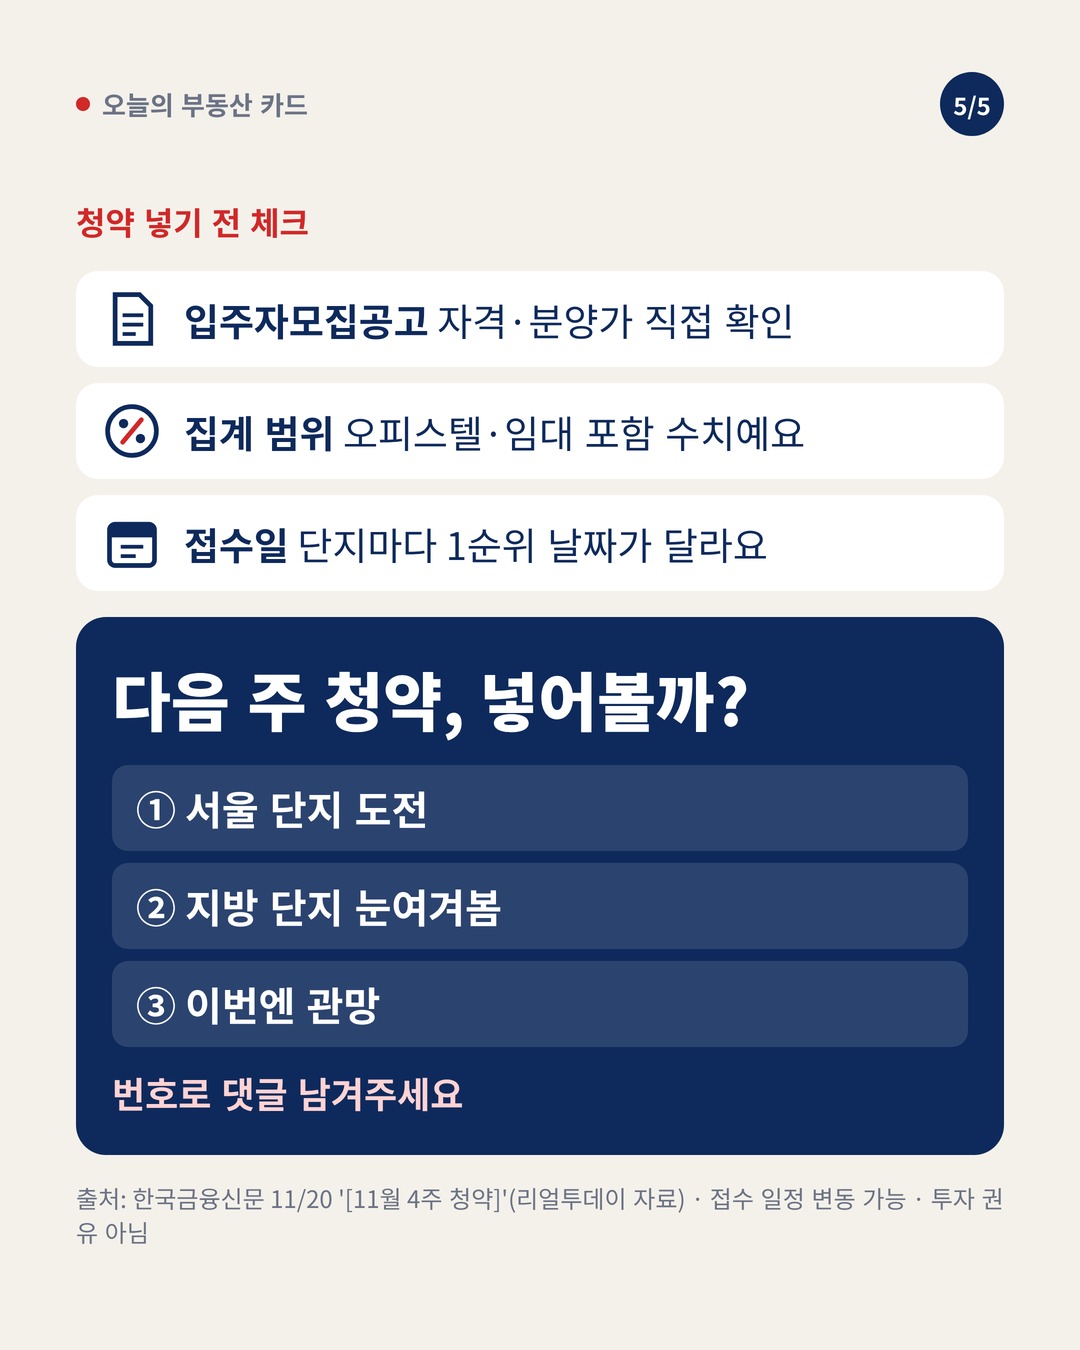 오늘의 부동산 카드
5/5
청약 넣기 전 체크
입주자모집공고 자격·분양가 직접 확인
집계 범위 오피스텔·임대 포함 수치예요
접수일 단지마다 1순위 날짜가 달라요
다음 주 청약, 넣어볼까?
① 서울 단지 도전
② 지방 단지 눈여겨봄
③ 이번엔 관망
번호로 댓글 남겨주세요
출처: 한국금융신문 11/20 '[11월 4주 청약]'(리얼투데이 자료) · 접수 일정 변동 가능 · 투자 권
유 아님